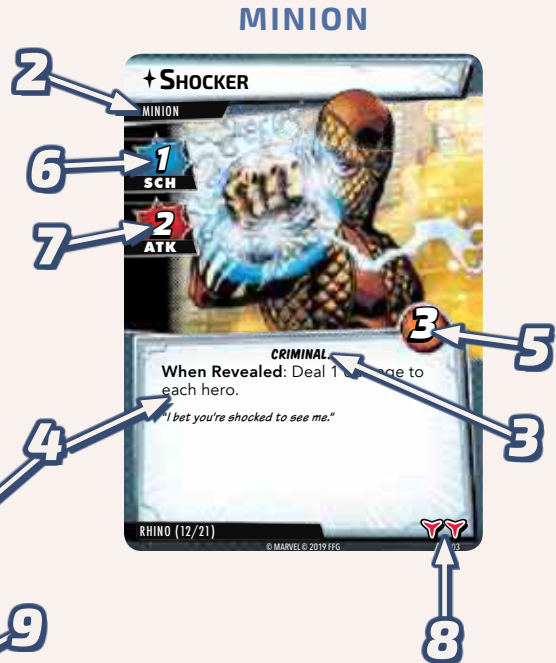 MINION
2
SHOCKER
MINION
6
1
SCH
7
2
ATK
3
5
CRIMINAL.
When Revealed: Deal 1 to
each hero.
"I bet you're shocked to see me."
4
3
RHINO (12/21)
© MARVEL © 2019 FFG
9
8